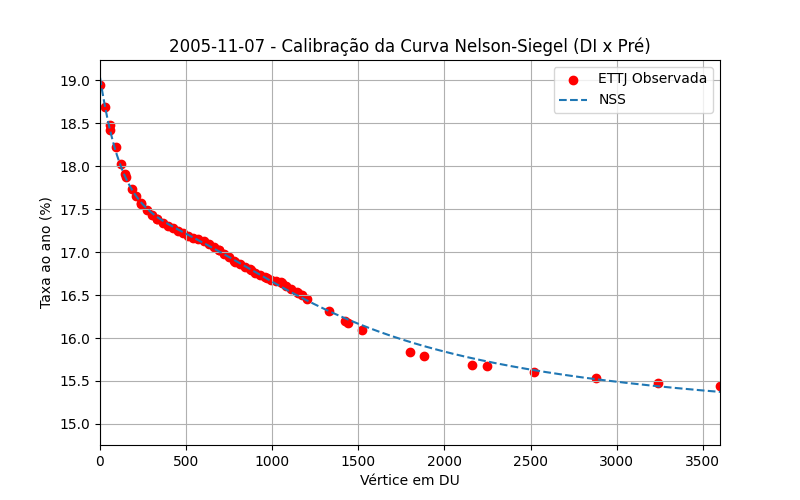 2005-11-07 - Calibração da Curva Nelson-Siegel (DI x Pré)
ETTJ Observada
NSS
Taxa ao ano (%)
19.0
18.5
18.0
17.5
17.0
16.5
16.0
15.5
15.0
0 500 1000 1500 2000 2500 3000 3500
Vértice em DU